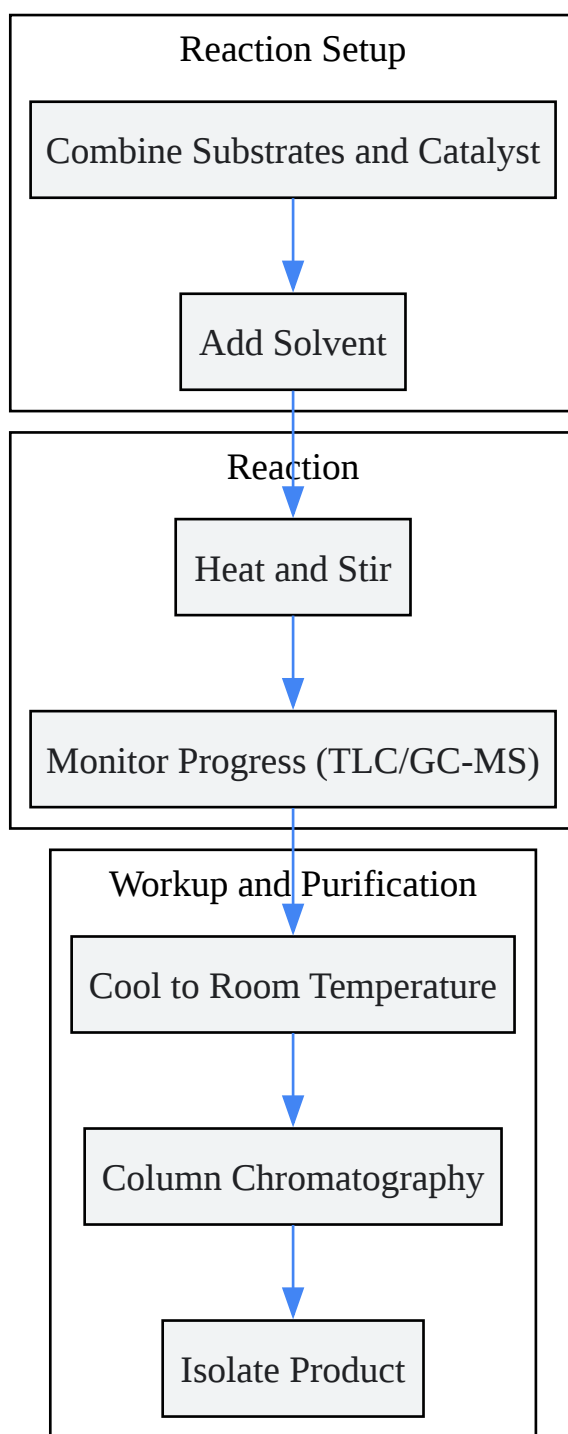 Reaction Setup
Combine Substrates and Catalyst
Add Solvent
Reaction
Heat and Stir
Monitor Progress (TLC/GC-MS)
Workup and Purification
Cool to Room Temperature
Column Chromatography
Isolate Product